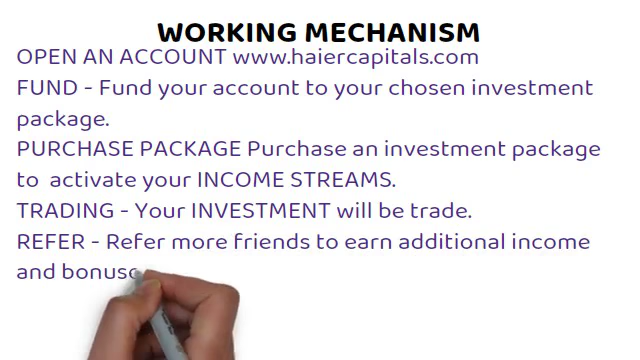 WORKING MECHANISM
OPEN AN ACCOUNT www.haiercapitals.com
FUND - Fund your account to your chosen investment
package.
PURCHASE PACKAGE Purchase an investment package
to activate your INCOME STREAMS.
TRADING - Your INVESTMENT will be trade.
REFER - Refer more friends to earn additional income
and bonus